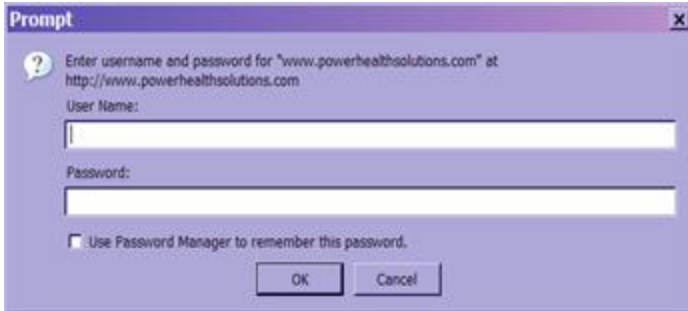 Prompt
Enter username and password for "www.powerhealthsolutions.com" at
http://www.powerhealthsolutions.com
User Name:
Password:
Use Password Manager to remember this password.
OK
Cancel